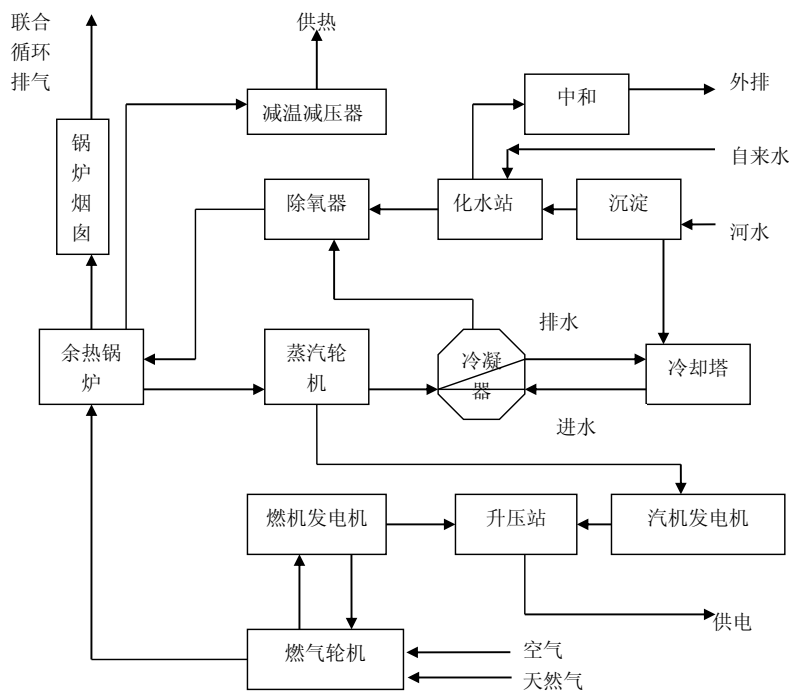 联合
循环
排气
供热
减温减压器
中和
外排
锅
炉
烟
囱
自来水
除氧器
化水站
沉淀
河水
排水
余热锅
炉
蒸汽轮
机
冷凝
器
冷却塔
进水
燃机发电机
升压站
汽机发电机
供电
燃气轮机
空气
天然气